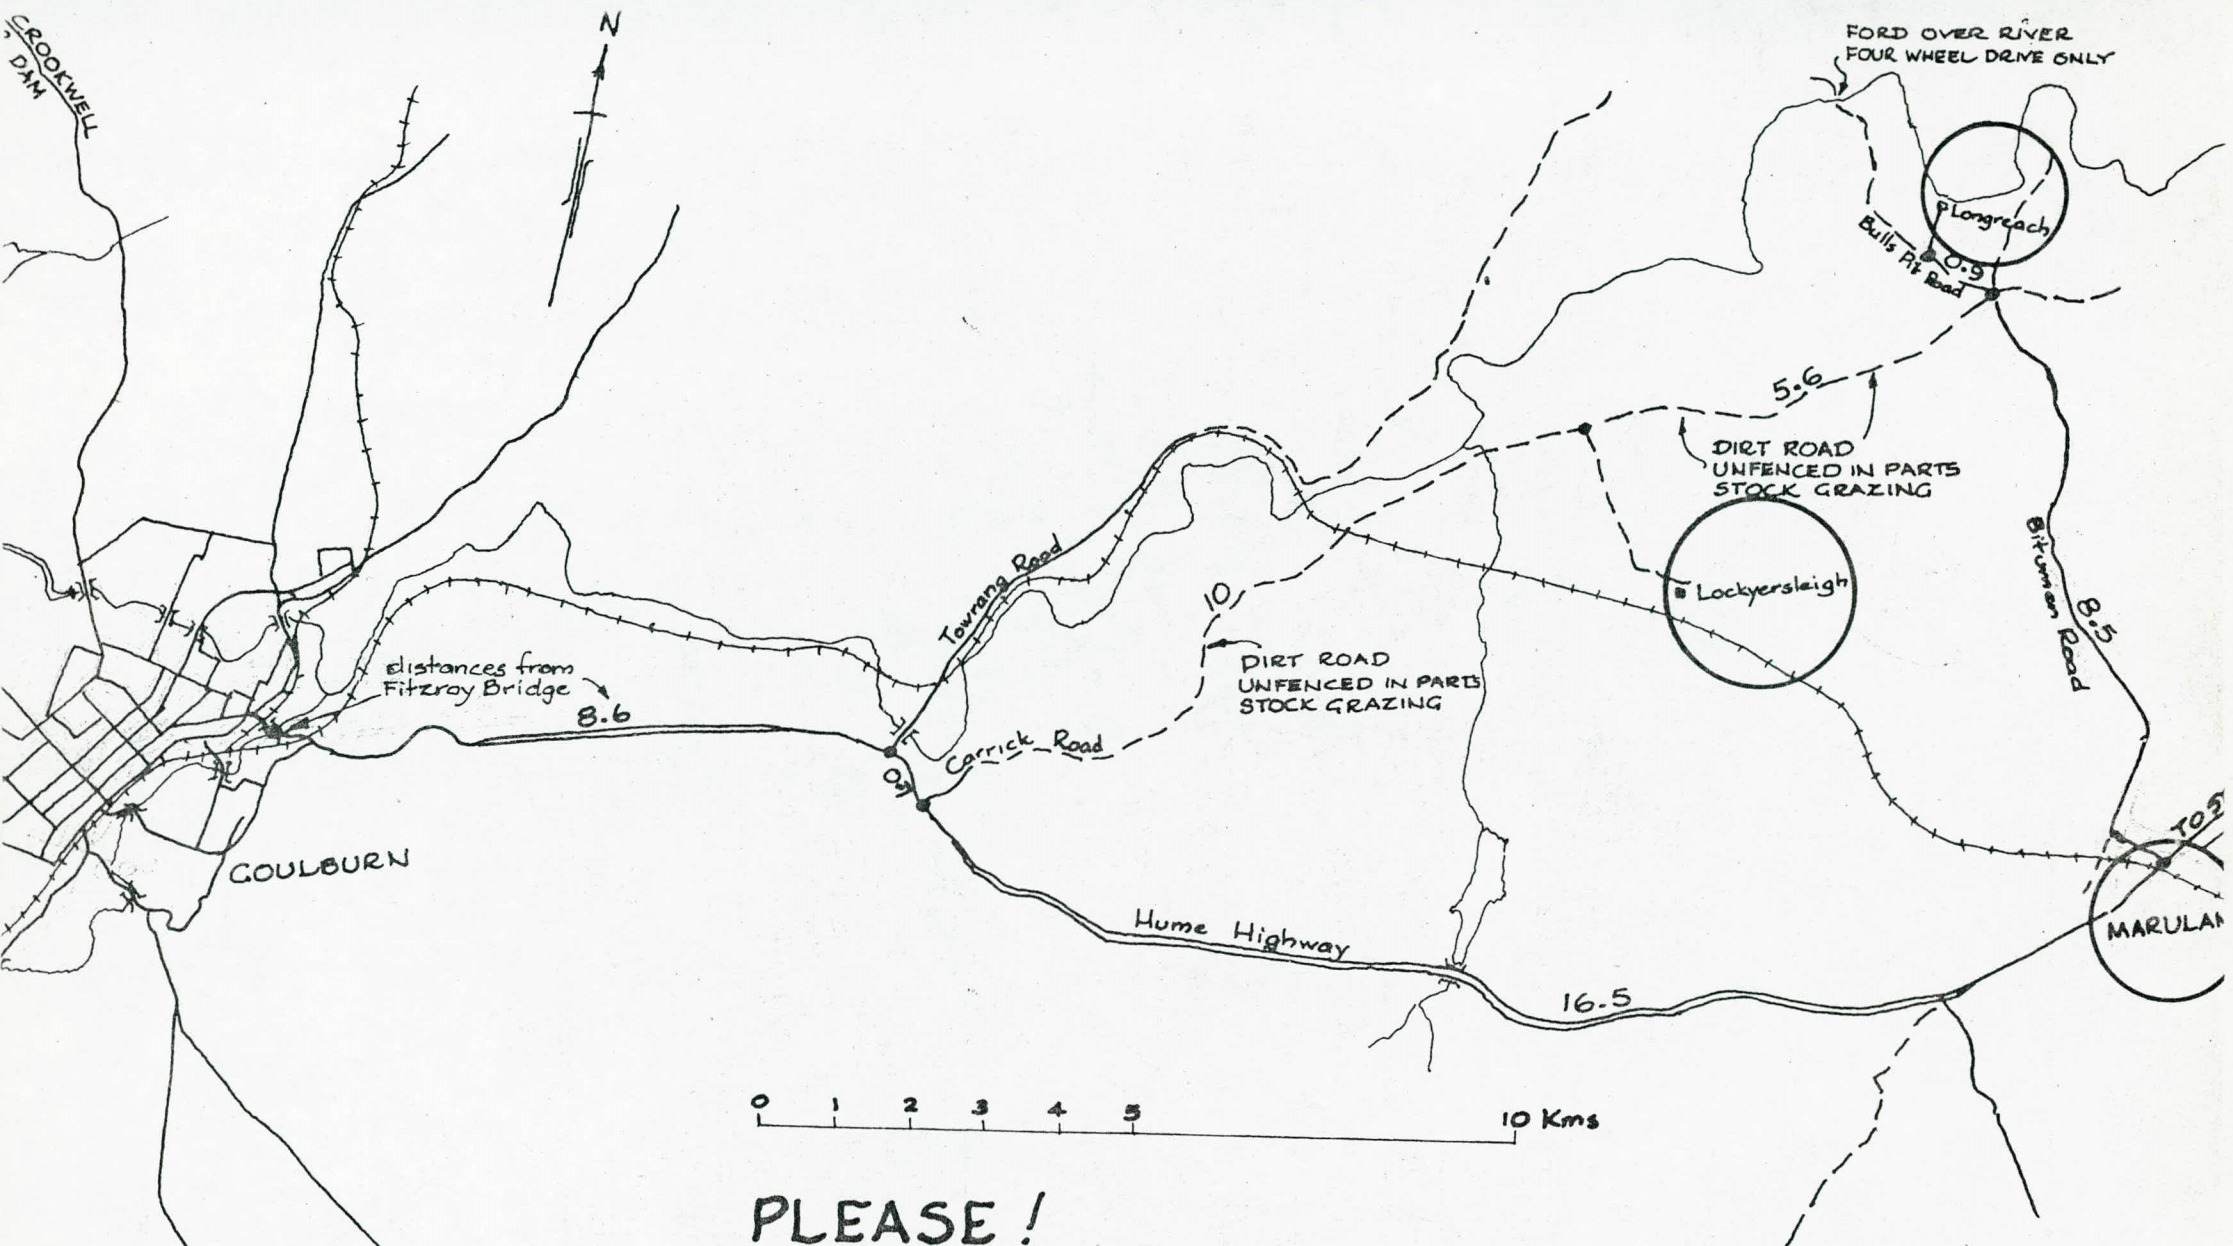 CROOKWELL
DAM
N
FORD OVER RIVER
FOUR WHEEL DRIVE ONLY
Longreach
Bulls Pit Road
0.9
5.6
DIRT ROAD
UNFENCED IN PARTS
STOCK GRAZING
Towrang Road
Lockyersleigh
10
Bitumen Road
8.5
DIRT ROAD
UNFENCED IN PARTS
STOCK GRAZING
distances from
Fitzroy Bridge
8.6
Carrick Road
TO
GOULBURN
MARULAN
Hume Highway
16.5
0 1 2 3 4 5 10 Kms
PLEASE!